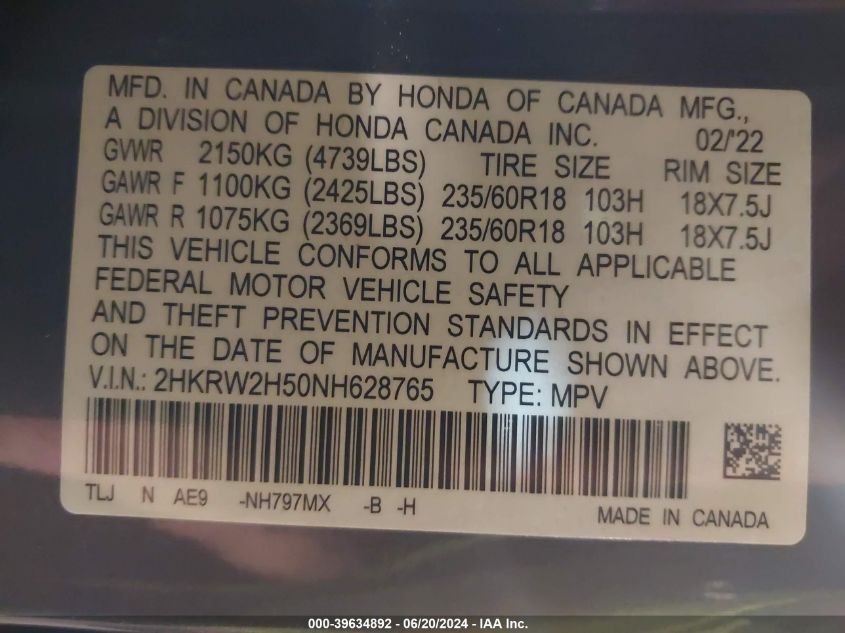 MFD. IN CANADA BY HONDA OF CANADA MFG.,
A DIVISION OF HONDA CANADA INC. 02/'22
GVWR 2150KG (4739LBS) TIRE SIZE RIM SIZE
GAWR F 1100KG (2425LBS) 235/60R18 103H 18X7.5J
GAWR R 1075KG (2369LBS) 235/60R18 103H 18X7.5J
THIS VEHICLE CONFORMS TO ALL APPLICABLE
FEDERAL MOTOR VEHICLE SAFETY
AND THEFT PREVENTION STANDARDS IN EFFECT
ON THE DATE OF MANUFACTURE SHOWN ABOVE.
V.I.N.: 2HKRW2H50NH628765 TYPE: MPV
TLJ N AE9 -NH797MX -B -H
MADE IN CANADA
000-39634892 - 06/20/2024 - IAA Inc.